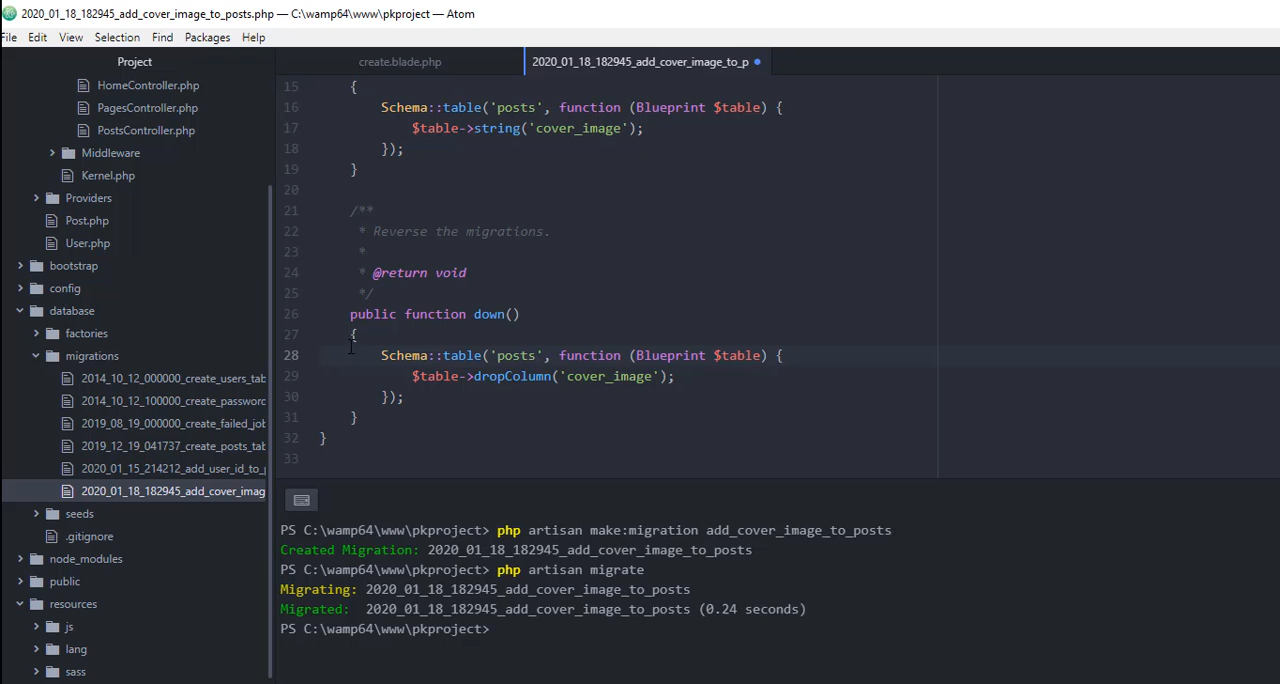 2020_01_18_182945_add_cover_image_to_posts.php — C:\wamp64\www\pkproject — Atom
File Edit View Selection Find Packages Help
Project
HomeController.php
PagesController.php
PostsController.php
Middleware
Kernel.php
Providers
Post.php
User.php
bootstrap
config
database
factories
migrations
2014_10_12_000000_create_users_tab
2014_10_12_100000_create_password
2019_08_19_000000_create_failed_job
2019_12_19_041737_create_posts_tab
2020_01_15_214212_add_user_id_to_p
2020_01_18_182945_add_cover_imag
seeds
.gitignore
node_modules
public
resources
js
lang
sass
create.blade.php
2020_01_18_182945_add_cover_image_to_p
15 {
16 Schema::table('posts', function (Blueprint $table) {
17 $table->string('cover_image');
18 });
19 }
20
21 /**
22 * Reverse the migrations.
23 *
24 * @return void
25 */
26 public function down()
27 {
28 Schema::table('posts', function (Blueprint $table) {
29 $table->dropColumn('cover_image');
30 });
31 }
32 }
33
PS C:\wamp64\www\pkproject> php artisan make:migration add_cover_image_to_posts
Created Migration: 2020_01_18_182945_add_cover_image_to_posts
PS C:\wamp64\www\pkproject> php artisan migrate
Migrating: 2020_01_18_182945_add_cover_image_to_posts
Migrated: 2020_01_18_182945_add_cover_image_to_posts (0.24 seconds)
PS C:\wamp64\www\pkproject>